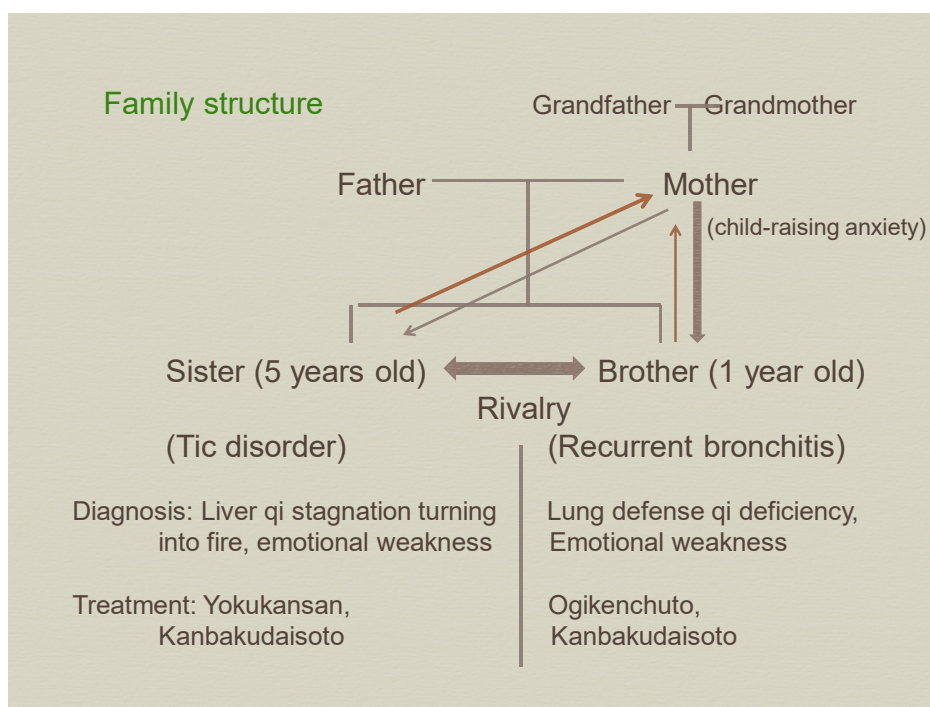 Family structure
Grandfather Grandmother
Father Mother
(child-raising anxiety)
Sister (5 years old) Brother (1 year old)
Rivalry
(Tic disorder) (Recurrent bronchitis)
Diagnosis: Liver qi stagnation turning
into fire, emotional weakness
Lung defense qi deficiency,
Emotional weakness
Treatment: Yokukansan,
Kanbakudaisoto
Ogikenchuto,
Kanbakudaisoto